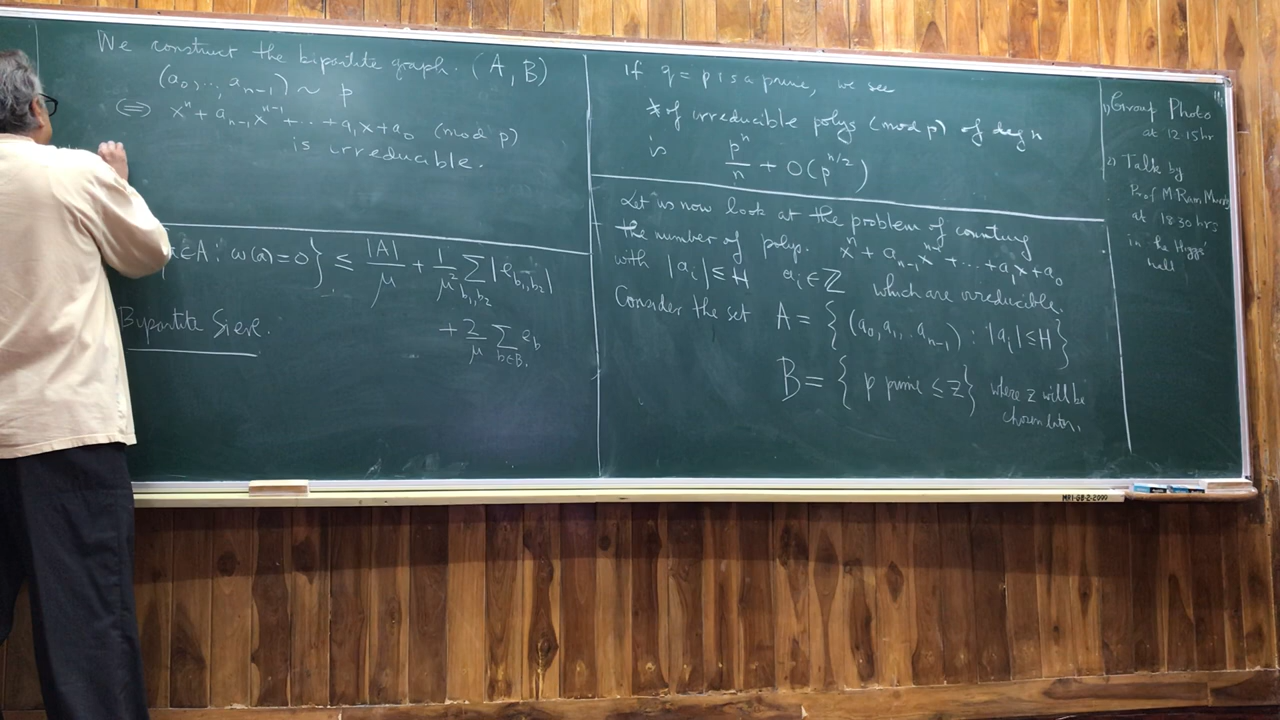 We construct the bipartite graph. (A, B)
(a₀, .., aₙ₋₁) ~ p
⇔ xⁿ + aₙ₋₁xⁿ⁻¹ + ... + a₁x + a₀ (mod p)
is irreducible.
∈A : ω(a) = 0} ≤ |A|/μ + 1/μ² ∑_{b₁,b₂} |e_{b₁,b₂}|
+ 2/μ ∑_{b∈B} e_b
Bipartite Sieve.
If q = p is a prime, we see
# of irreducible polys (mod p) of deg n
is pⁿ/n + O(p^{n/2})
Let us now look at the problem of counting
the number of polys. xⁿ + aₙ₋₁xⁿ⁻¹ + ... + a₁x + a₀
with |aᵢ| ≤ H aᵢ ∈ ℤ which are irreducible.
Consider the set A = {(a₀, a₁, .. aₙ₋₁) : |aᵢ| ≤ H}
B = { p prime ≤ z} where z will be
chosen later.
1) Group Photo
at 12 15 hr
2) Talk by
Prof M. Ram Murty
at 1830 hrs
in the
hall
MRI-GB-2-2000